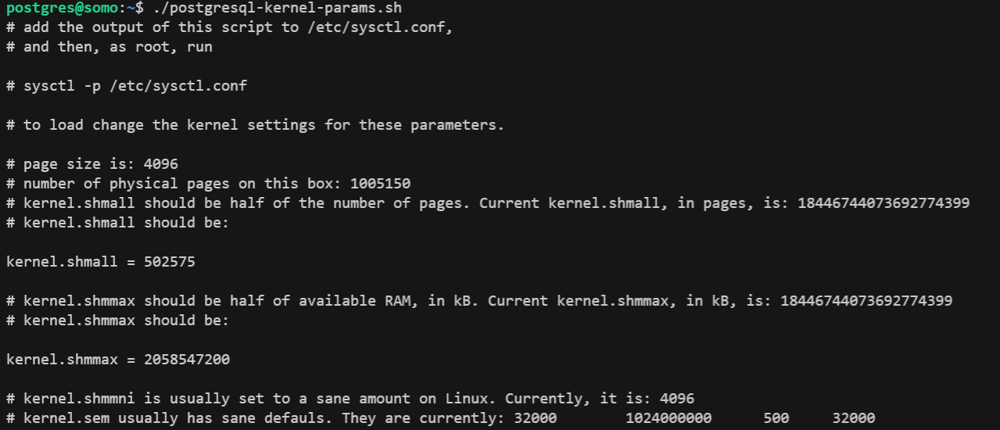 postgres@somo:~$ ./postgresql-kernel-params.sh
# add the output of this script to /etc/sysctl.conf,
# and then, as root, run
# sysctl -p /etc/sysctl.conf
# to load change the kernel settings for these parameters.
# page size is: 4096
# number of physical pages on this box: 1005150
# kernel.shmall should be half of the number of pages. Current kernel.shmall, in pages, is: 18446744073692774399
# kernel.shmall should be:
kernel.shmall = 502575
# kernel.shmmax should be half of available RAM, in kB. Current kernel.shmmax, in kB, is: 18446744073692774399
# kernel.shmmax should be:
kernel.shmmax = 2058547200
# kernel.shmmni is usually set to a sane amount on Linux. Currently, it is: 4096
# kernel.sem usually has sane defauls. They are currently: 32000 1024000000 500 32000